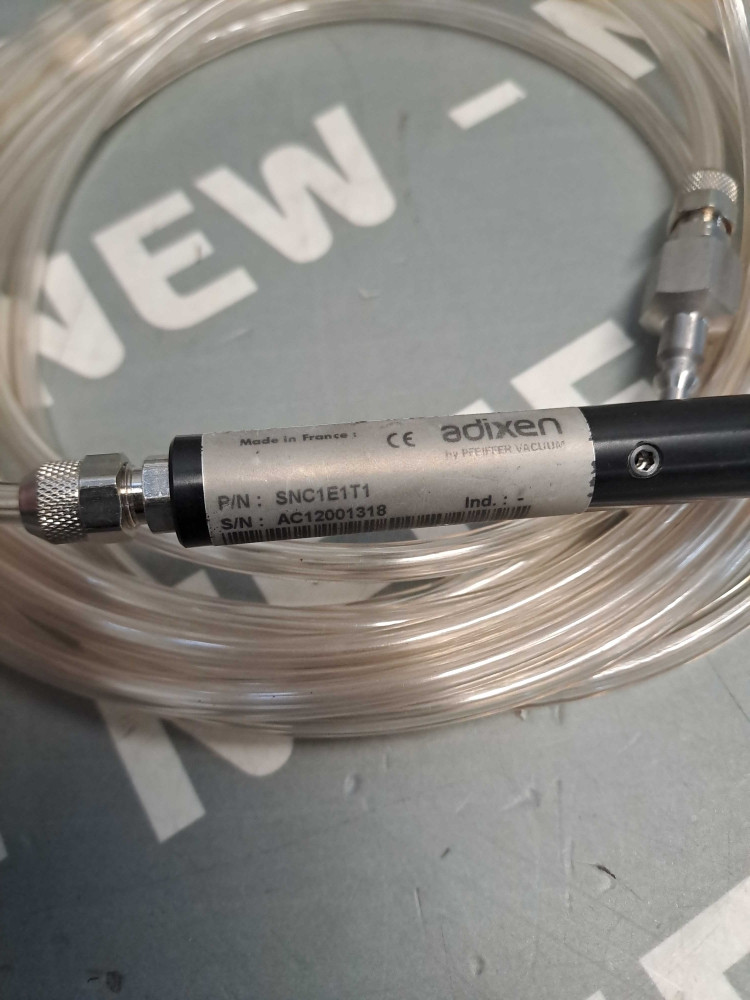 NEW - N
Made in France :
CE
adixen
by PFEIFFER VACUUM
P/N : SNC1E1T1
S/N : AC12001318
Ind. : -